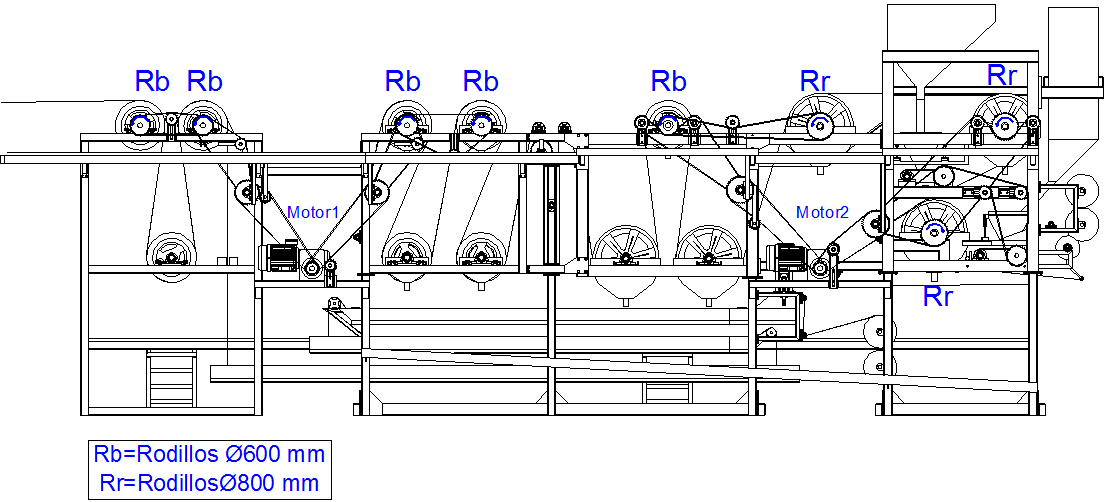 Rb Rb Rb Rb Rb Rr Rr
Motor1 Motor2
Rr
Rb=Rodillos Ø600 mm
Rr=RodillosØ800 mm